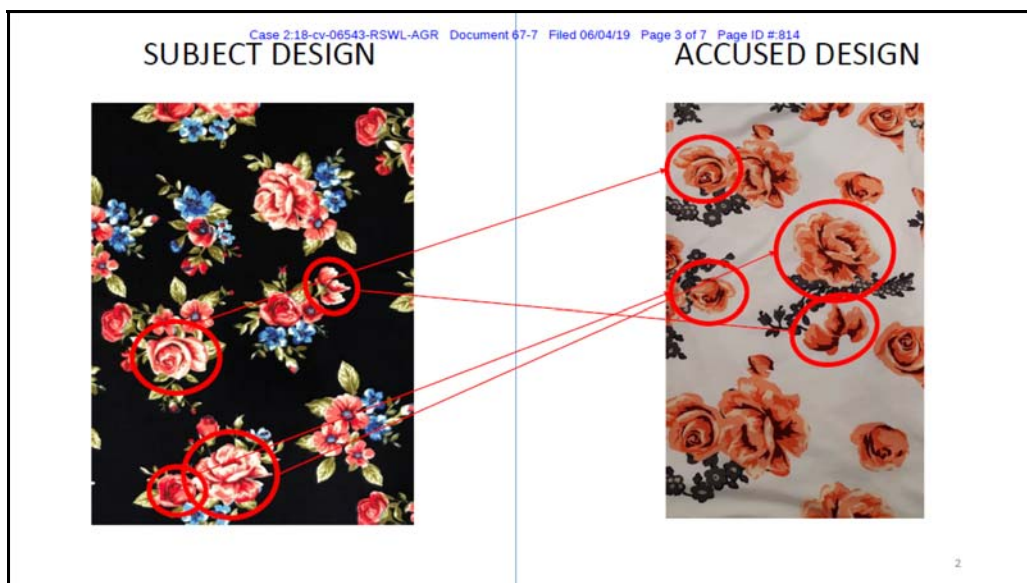 Case 2:18-cv-06543-RSWL-AGR Document 67-7 Filed 06/04/19 Page 3 of 7 Page ID #:814
SUBJECT DESIGN
ACCUSED DESIGN
2